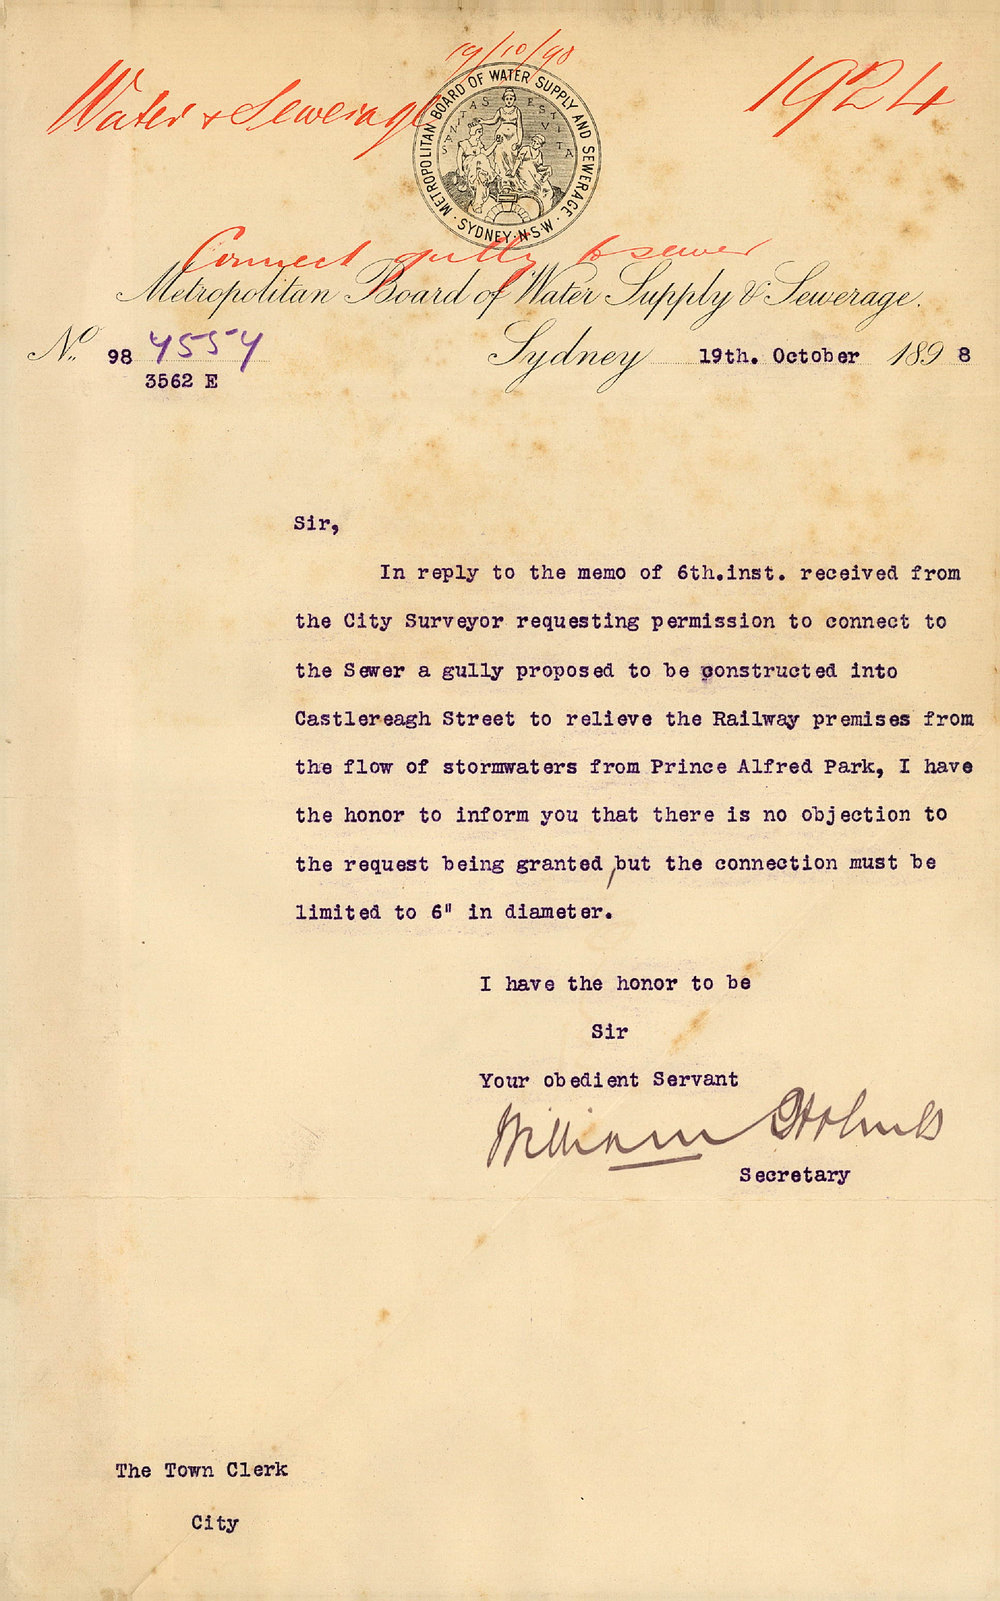 19/10/98
Water & Sewerage
1924
METROPOLITAN BOARD OF WATER SUPPLY AND SEWERAGE.
SANITAS EST VITA
· SYDNEY · N·S·W ·
Connect gully to sewer
Metropolitan Board of Water Supply & Sewerage.
No. 98 4554
3562 E
Sydney 19th. October 1898
Sir,
In reply to the memo of 6th.inst. received from
the City Surveyor requesting permission to connect to
the Sewer a gully proposed to be constructed into
Castlereagh Street to relieve the Railway premises from
the flow of stormwaters from Prince Alfred Park, I have
the honor to inform you that there is no objection to
the request being granted,but the connection must be
limited to 6" in diameter.
I have the honor to be
Sir
Your obedient Servant
William Holmes
Secretary
The Town Clerk
City